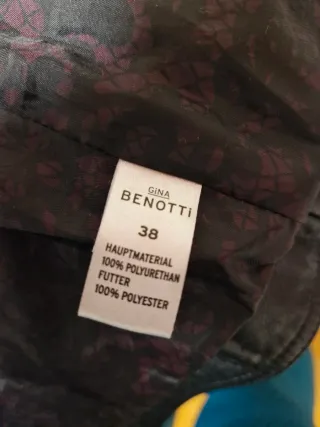 GiNA
BENOTTi
38
HAUPTMATERIAL
100% POLYURETHAN
FUTTER
100% POLYESTER